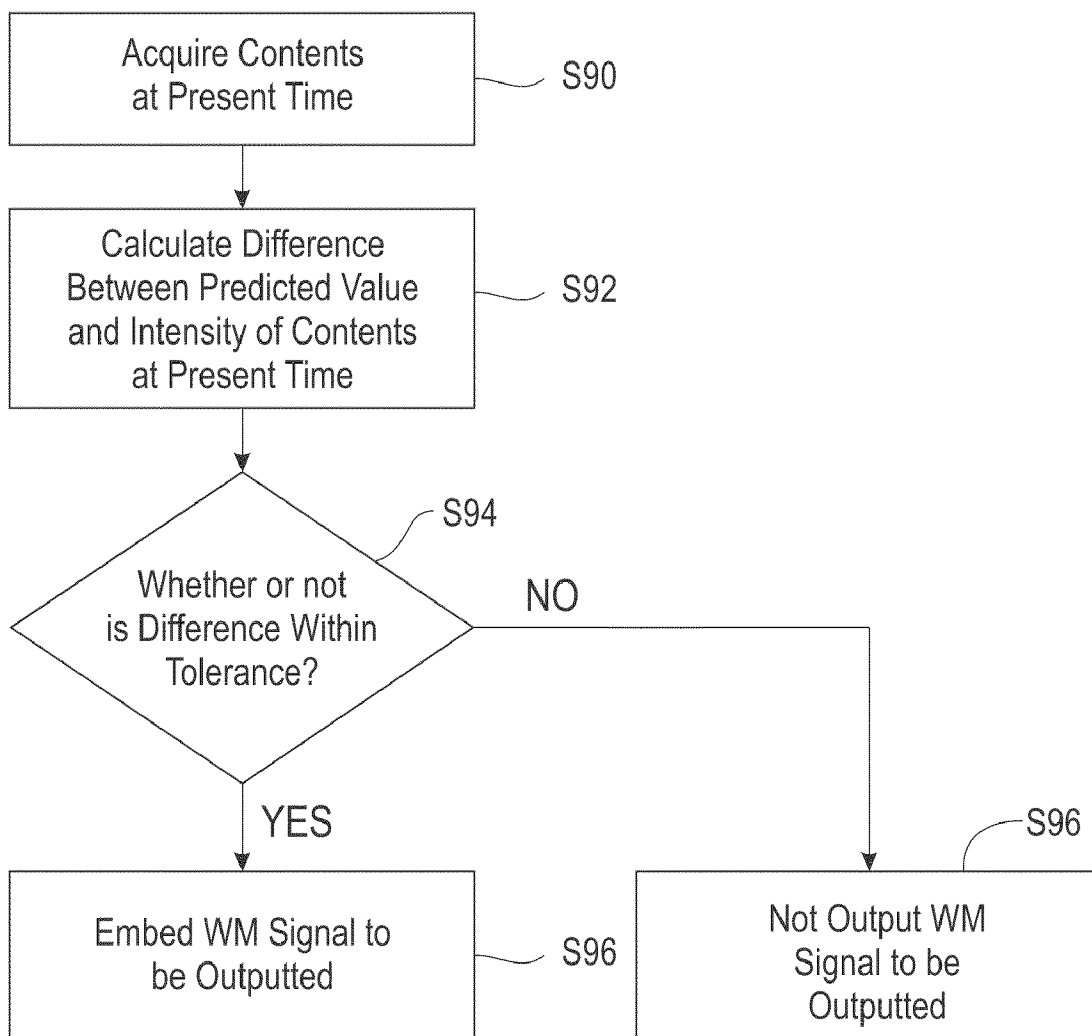 Acquire Contents
at Present Time
S90
Calculate Difference
Between Predicted Value
and Intensity of Contents
at Present Time
S92
S94
Whether or not
is Difference Within
Tolerance?
NO
YES
Embed WM Signal to
be Outputted
S96
Not Output WM
Signal to be
Outputted
S96